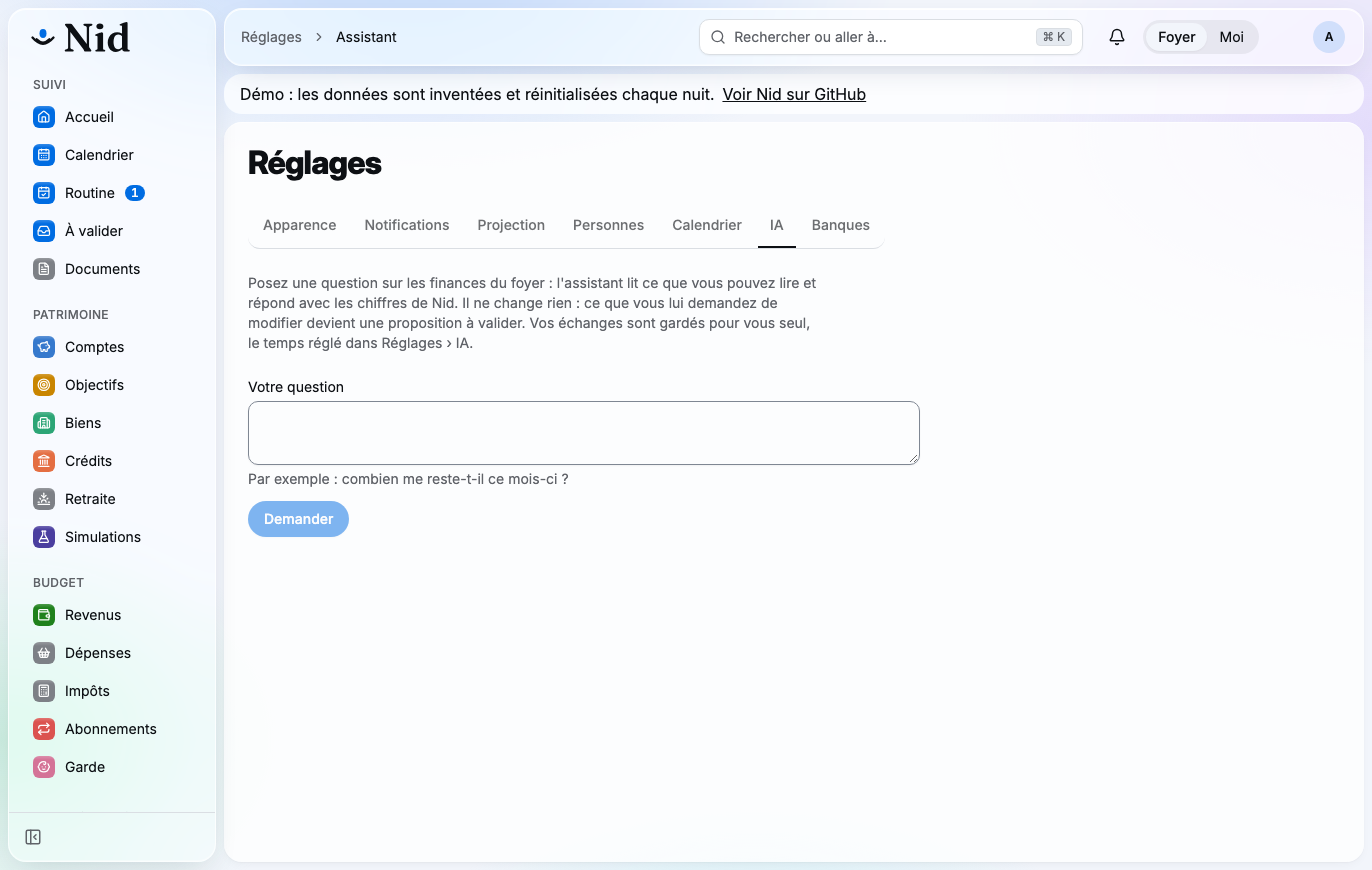 Nid
SUIVI
Accueil
Calendrier
Routine 1
À valider
Documents
PATRIMOINE
Comptes
Objectifs
Biens
Crédits
Retraite
Simulations
BUDGET
Revenus
Dépenses
Impôts
Abonnements
Garde
Réglages > Assistant
Rechercher ou aller à...
⌘ K
Foyer
Moi
A
Démo : les données sont inventées et réinitialisées chaque nuit. Voir Nid sur GitHub
Réglages
Apparence
Notifications
Projection
Personnes
Calendrier
IA
Banques
Posez une question sur les finances du foyer : l'assistant lit ce que vous pouvez lire et
répond avec les chiffres de Nid. Il ne change rien : ce que vous lui demandez de
modifier devient une proposition à valider. Vos échanges sont gardés pour vous seul,
le temps réglé dans Réglages › IA.
Votre question
Par exemple : combien me reste-t-il ce mois-ci ?
Demander